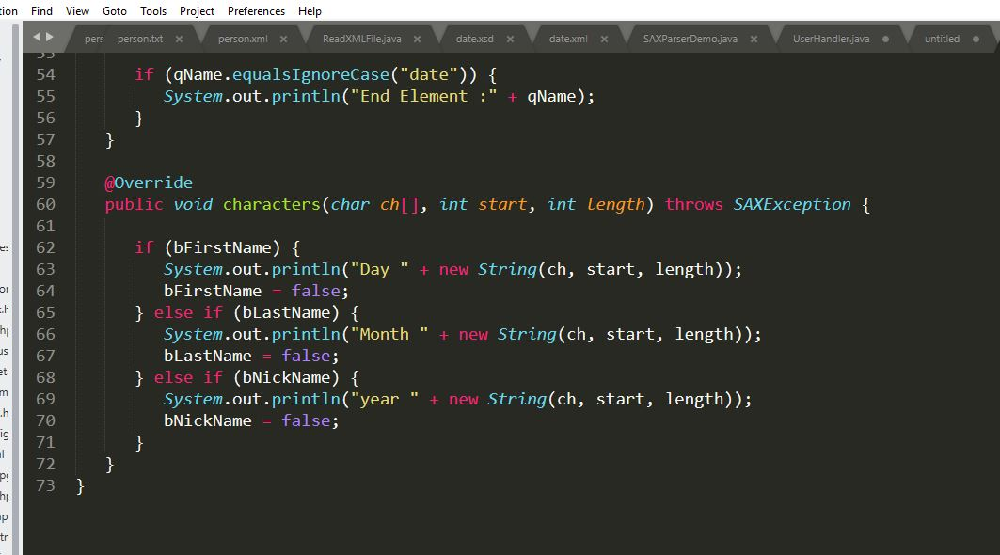 tion Find View Goto Tools Project Preferences Help
pers person.txt × person.xml × ReadXMLFile.java × date.xsd × date.xml × SAXParserDemo.java × UserHandler.java untitled
54 if (qName.equalsIgnoreCase("date")) {
55 System.out.println("End Element :" + qName);
56 }
57 }
58
59 @Override
60 public void characters(char ch[], int start, int length) throws SAXException {
61
62 if (bFirstName) {
63 System.out.println("Day " + new String(ch, start, length));
64 bFirstName = false;
65 } else if (bLastName) {
66 System.out.println("Month " + new String(ch, start, length));
67 bLastName = false;
68 } else if (bNickName) {
69 System.out.println("year " + new String(ch, start, length));
70 bNickName = false;
71 }
72 }
73 }